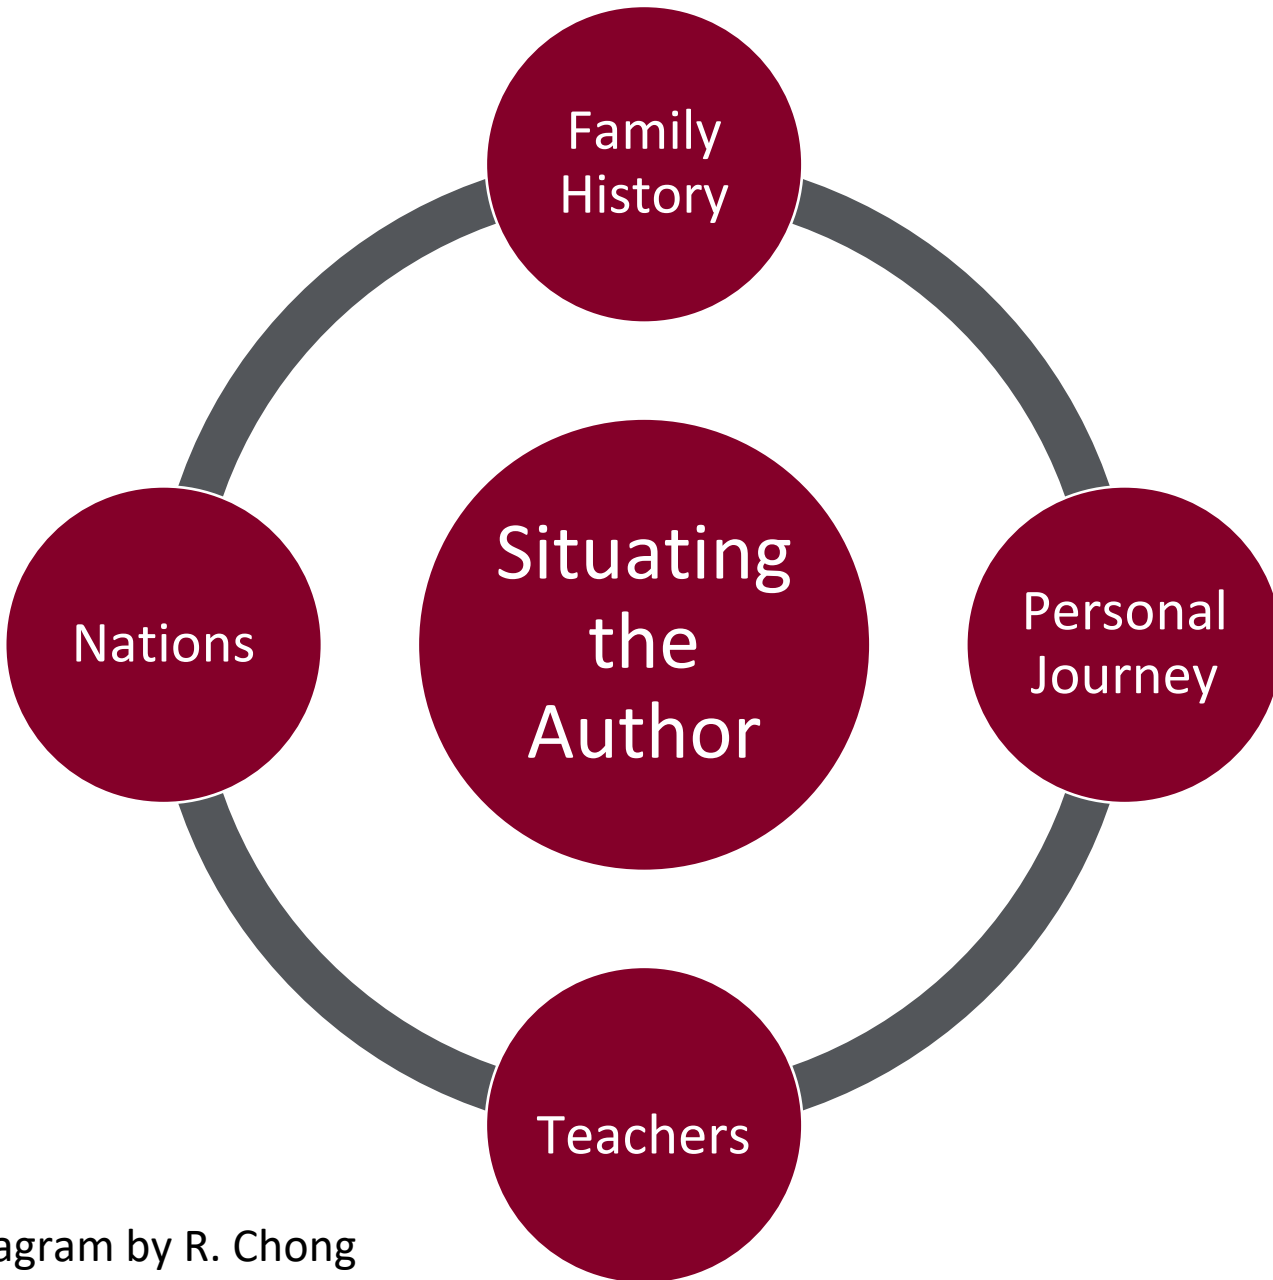 Family
History
Nations
Situating
the
Author
Personal
Journey
Teachers
agram by R. Chong